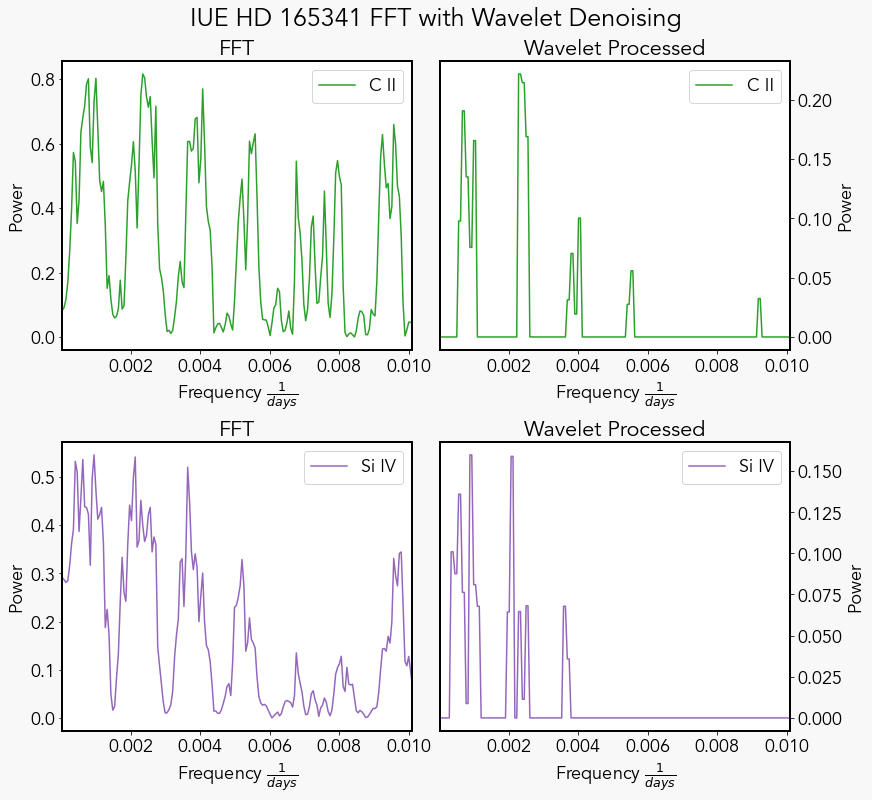 IUE HD 165341 FFT with Wavelet Denoising
FFT
Wavelet Processed
0.8
0.6
0.4
0.2
0.0
Power
C II
0.002 0.004 0.006 0.008 0.010
Frequency 1/days
C II
0.20
0.15
0.10
0.05
0.00
Power
0.002 0.004 0.006 0.008 0.010
Frequency 1/days
FFT
Wavelet Processed
0.5
0.4
0.3
0.2
0.1
0.0
Power
Si IV
0.002 0.004 0.006 0.008 0.010
Frequency 1/days
Si IV
0.150
0.125
0.100
0.075
0.050
0.025
0.000
Power
0.002 0.004 0.006 0.008 0.010
Frequency 1/days